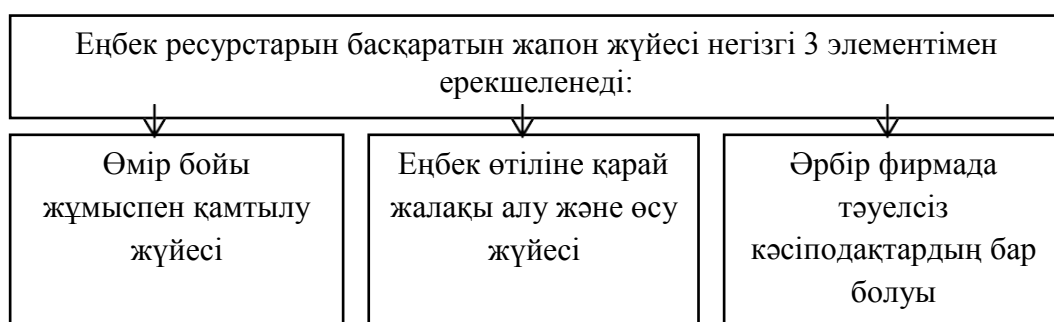 Еңбек ресурстарын басқаратын жапон жүйесі негізгі 3 элементімен
ерекшеленеді:
Өмір бойы
жұмыспен қамтылу
жүйесі
Еңбек өтіліне қарай
жалақы алу және өсу
жүйесі
Әрбір фирмада
тәуелсіз
кәсіподақтардың бар
болуы